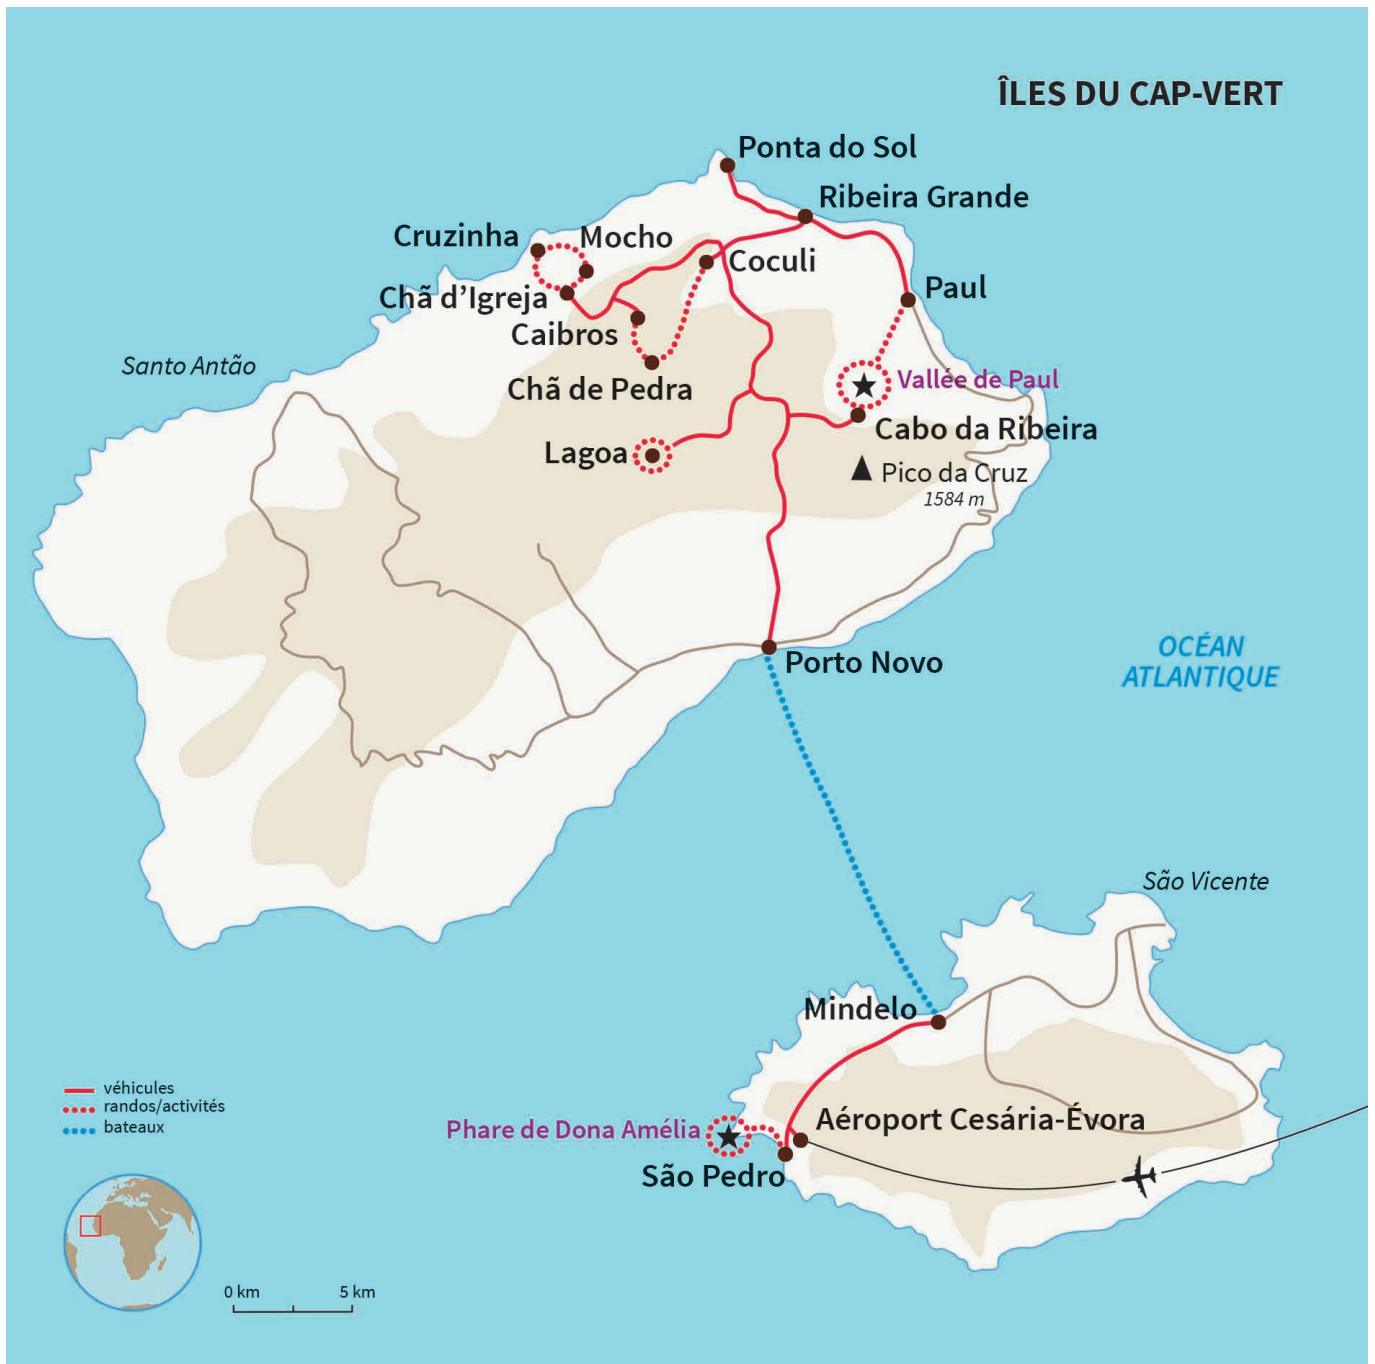 ÎLES DU CAP-VERT
Ponta do Sol
Ribeira Grande
Cruzinha
Mocho
Coculi
Chã d’Igreja
Paul
Caibros
Santo Antão
Chã de Pedra
Vallée de Paul
Cabo da Ribeira
Lagoa
Pico da Cruz
1584 m
Porto Novo
OCÉAN
ATLANTIQUE
São Vicente
Mindelo
véhicules
randos/activités
bateaux
Phare de Dona Amélia
Aéroport Cesária-Évora
São Pedro
0 km
5 km